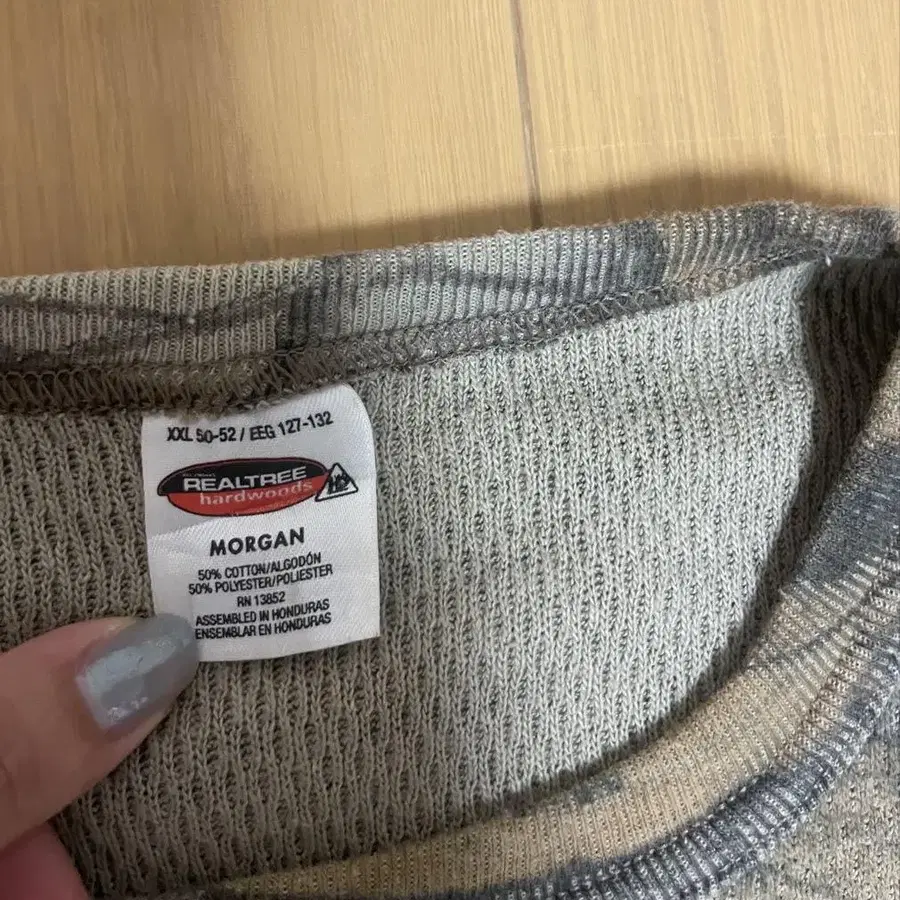 XXL 50-52 / EEG 127-132
REALTREE
hardwoods
HD
MORGAN
50% COTTON/ALGODÓN
50% POLYESTER/POLIESTER
RN 13852
ASSEMBLED IN HONDURAS
ENSEMBLAR EN HONDURAS